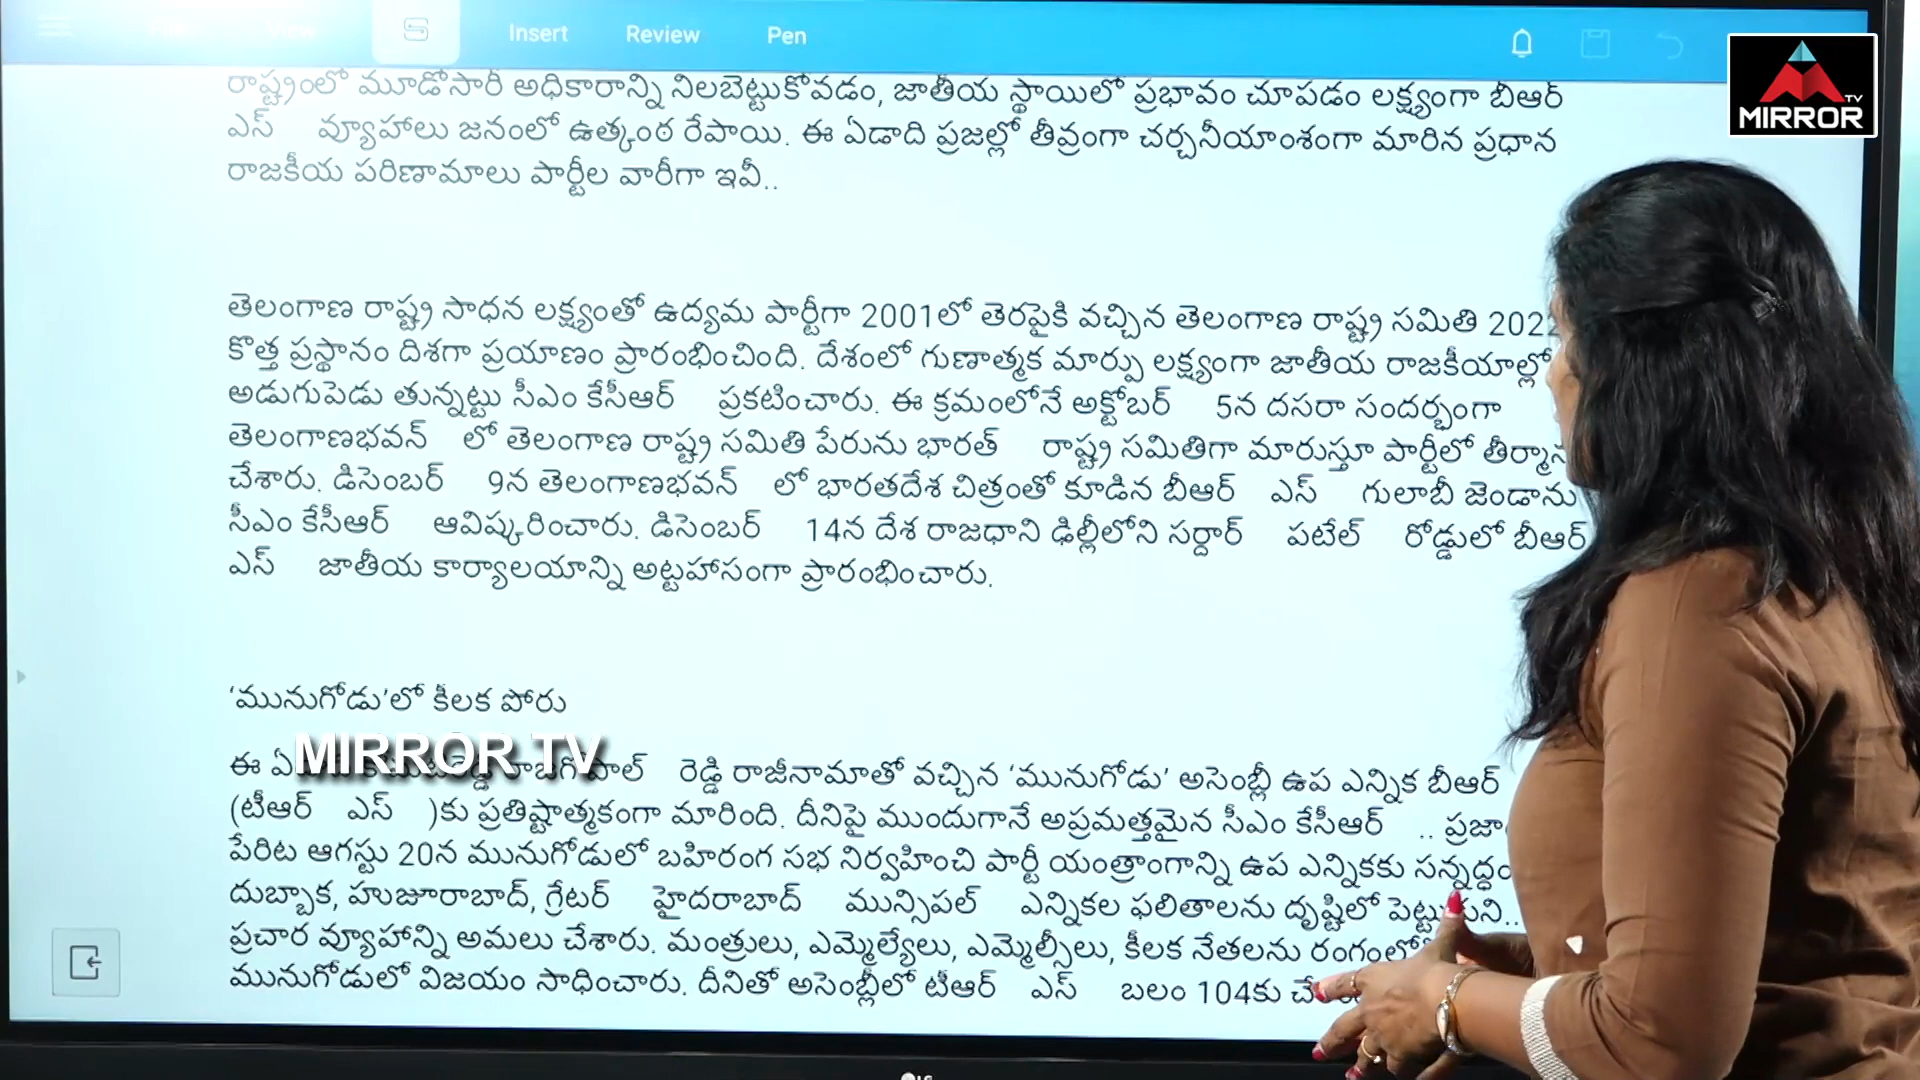 Insert Review Pen
MIRROR TV
రాష్ట్రంలో మూడోసారీ అధికారాన్ని నిలబెట్టుకోవడం, జాతీయ స్థాయిలో ప్రభావం చూపడం లక్ష్యంగా బీఆర్
ఎస్ వ్యూహాలు జనంలో ఉత్కంఠ రేపాయి. ఈ ఏడాది ప్రజల్లో తీవ్రంగా చర్చనీయాంశంగా మారిన ప్రధాన
రాజకీయ పరిణామాలు పార్టీల వారీగా ఇవీ..
తెలంగాణ రాష్ట్ర సాధన లక్ష్యంతో ఉద్యమ పార్టీగా 2001లో తెరపైకి వచ్చిన తెలంగాణ రాష్ట్ర సమితి 2022
కొత్త ప్రస్థానం దిశగా ప్రయాణం ప్రారంభించింది. దేశంలో గుణాత్మక మార్పు లక్ష్యంగా జాతీయ రాజకీయాల్లో
అడుగుపెడు తున్నట్టు సీఎం కేసీఆర్ ప్రకటించారు. ఈ క్రమంలోనే అక్టోబర్ 5న దసరా సందర్భంగా
తెలంగాణభవన్ లో తెలంగాణ రాష్ట్ర సమితి పేరును భారత్ రాష్ట్ర సమితిగా మారుస్తూ పార్టీలో
చేశారు. డిసెంబర్ 9న తెలంగాణభవన్ లో భారతదేశ చిత్రంతో కూడిన బీఆర్ ఎస్ గులాబీ జెండాను
సీఎం కేసీఆర్ ఆవిష్కరించారు. డిసెంబర్ 14న దేశ రాజధాని ఢిల్లీలోని సర్దార్ పటేల్ రోడ్డులో బీఆర్
ఎస్ జాతీయ కార్యాలయాన్ని అట్టహాసంగా ప్రారంభించారు.
'మునుగోడు'లో కీలక పోరు
MIRROR TV
ఈ రెడ్డి రాజీనామాతో వచ్చిన 'మునుగోడు' అసెంబ్లీ ఉప ఎన్నిక బీఆర్
(టీఆర్ ఎస్ )కు ప్రతిష్టాత్మకంగా మారింది. దీనిపై ముందుగానే అప్రమత్తమైన సీఎం కేసీఆర్ ..
పేరిట ఆగస్టు 20న మునుగోడులో బహిరంగ సభ నిర్వహించి పార్టీ యంత్రాంగాన్ని ఉప ఎన్నికకు
దుబ్బాక, హుజూరాబాద్, గ్రేటర్ హైదరాబాద్ మున్సిపల్ ఎన్నికల ఫలితాలను దృష్టిలో
ప్రచార వ్యూహాన్ని అమలు చేశారు. మంత్రులు, ఎమ్మెల్యేలు, ఎమ్మెల్సీలు, కీలక నేతలను
మునుగోడులో విజయం సాధించారు. దీనితో అసెంబ్లీలో టీఆర్ ఎస్ బలం 104కు